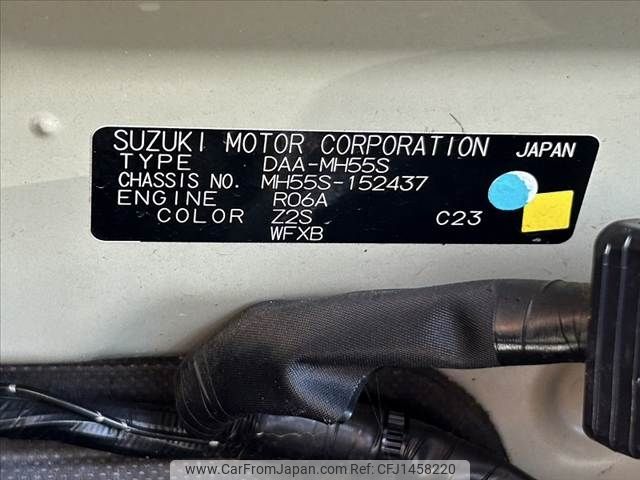 SUZUKI MOTOR CORPORATION JAPAN
TYPE DAA-MH55S
CHASSIS NO. MH55S-152437
ENGINE R06A
COLOR Z2S C23
WFXB
www.CarFromJapan.com CFJ1458220